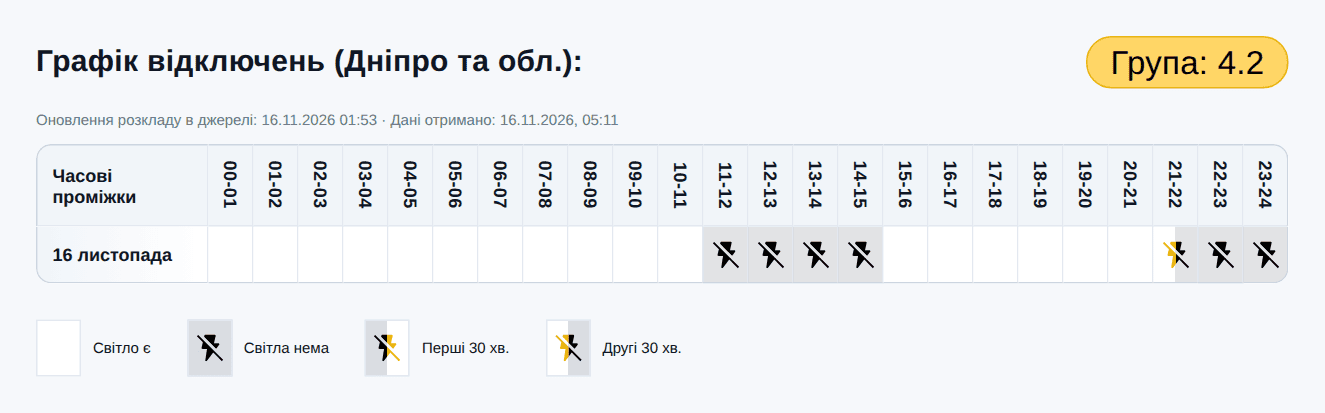 Графік відключень (Дніпро та обл.):
Група: 4.2
Оновлення розкладу в джерелі: 16.11.2026 01:53 · Дані отримано: 16.11.2026, 05:11
Часові
проміжки
00-01
01-02
02-03
03-04
04-05
05-06
06-07
07-08
08-09
09-10
10-11
11-12
12-13
13-14
14-15
15-16
16-17
17-18
18-19
19-20
20-21
21-22
22-23
23-24
16 листопада
Світло є
Світла нема
Перші 30 хв.
Другі 30 хв.